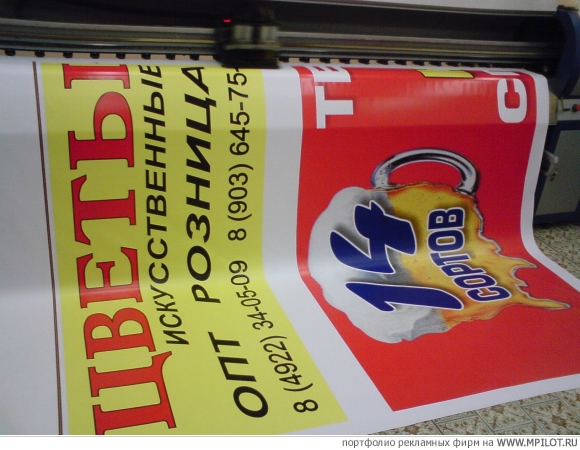 ЦВЕТЫ
ИСКУССТВЕННЫЕ
ОПТ РОЗНИЦА
8 (4922) 34-05-09 8 (903) 645-75-
14
СОРТОВ
портфолио рекламных фирм на WWW.MPILOT.RU